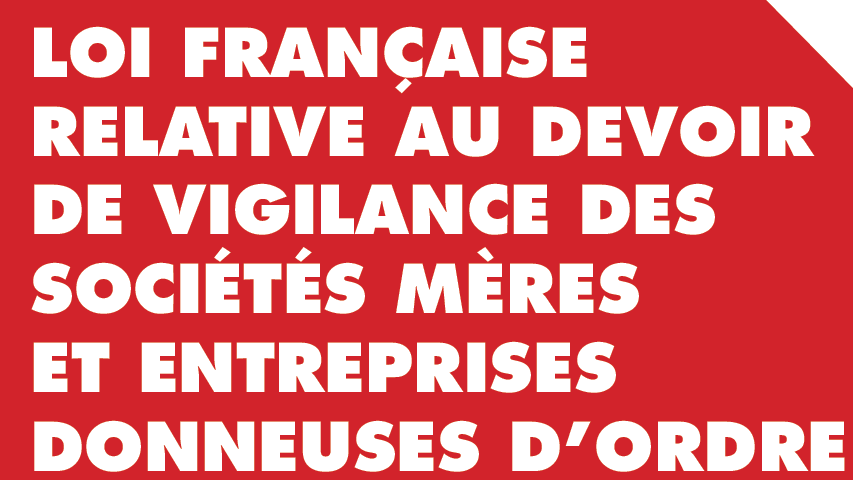 LOI FRANÇAISE
RELATIVE AU DEVOIR
DE VIGILANCE DES
SOCIÉTÉS MÈRES
ET ENTREPRISES
DONNEUSES D’ORDRE